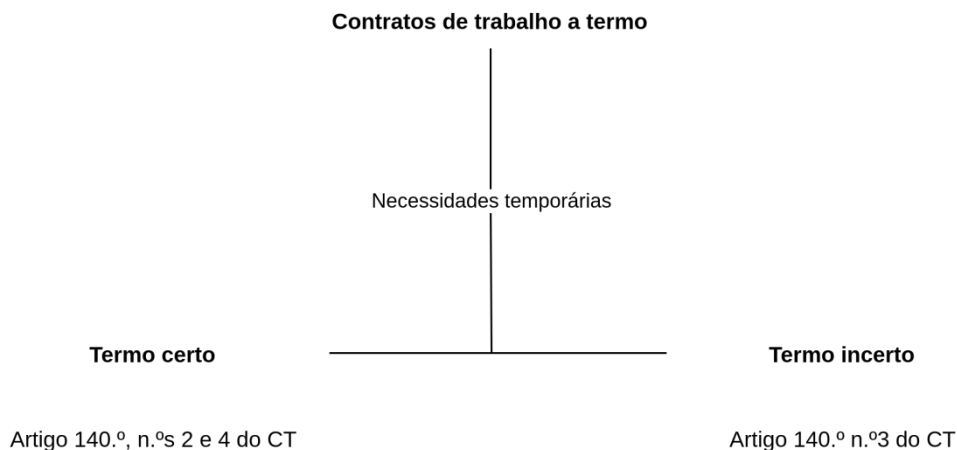 Contratos de trabalho a termo
Necessidades temporárias
Termo certo
Termo incerto
Artigo 140.º, n.ºs 2 e 4 do CT
Artigo 140.º n.º3 do CT